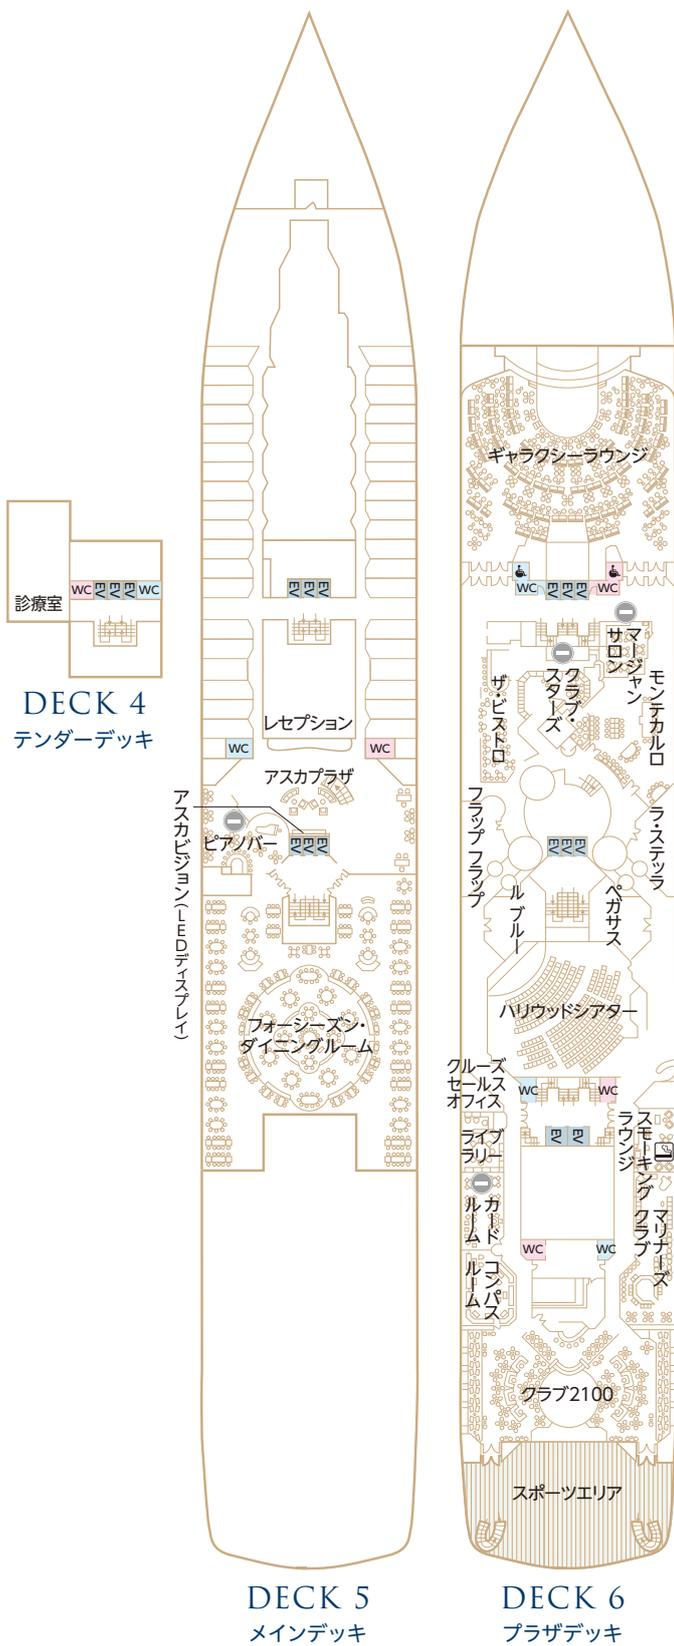 診療室
WC
EV
EV
EV
WC
DECK 4
テンダーデッキ
EV
EV
EV
レセプション
WC
WC
アスカプラザ
アスカビジョン(LEDディスプレイ)
ピアノバー
EV
EV
EV
フォーシーズン・
ダイニングルーム
DECK 5
メインデッキ
ギャラクシーラウンジ
WC
EV
EV
EV
WC
マージャン
サロン
クラブ・
スターズ
ザ・ビストロ
モンテカルロ
フラップ フラップ
EV
EV
EV
ラ・ステッラ
ル ブルー
ペガサス
ハリウッドシアター
クルーズ
セールス
オフィス
WC
WC
ライブ
ラリー
EV
EV
スモーキング
ラウンジ
カード
ルーム
マリナーズ
クラブ
WC
WC
コンパス
ルーム
クラブ2100
スポーツエリア
DECK 6
プラザデッキ